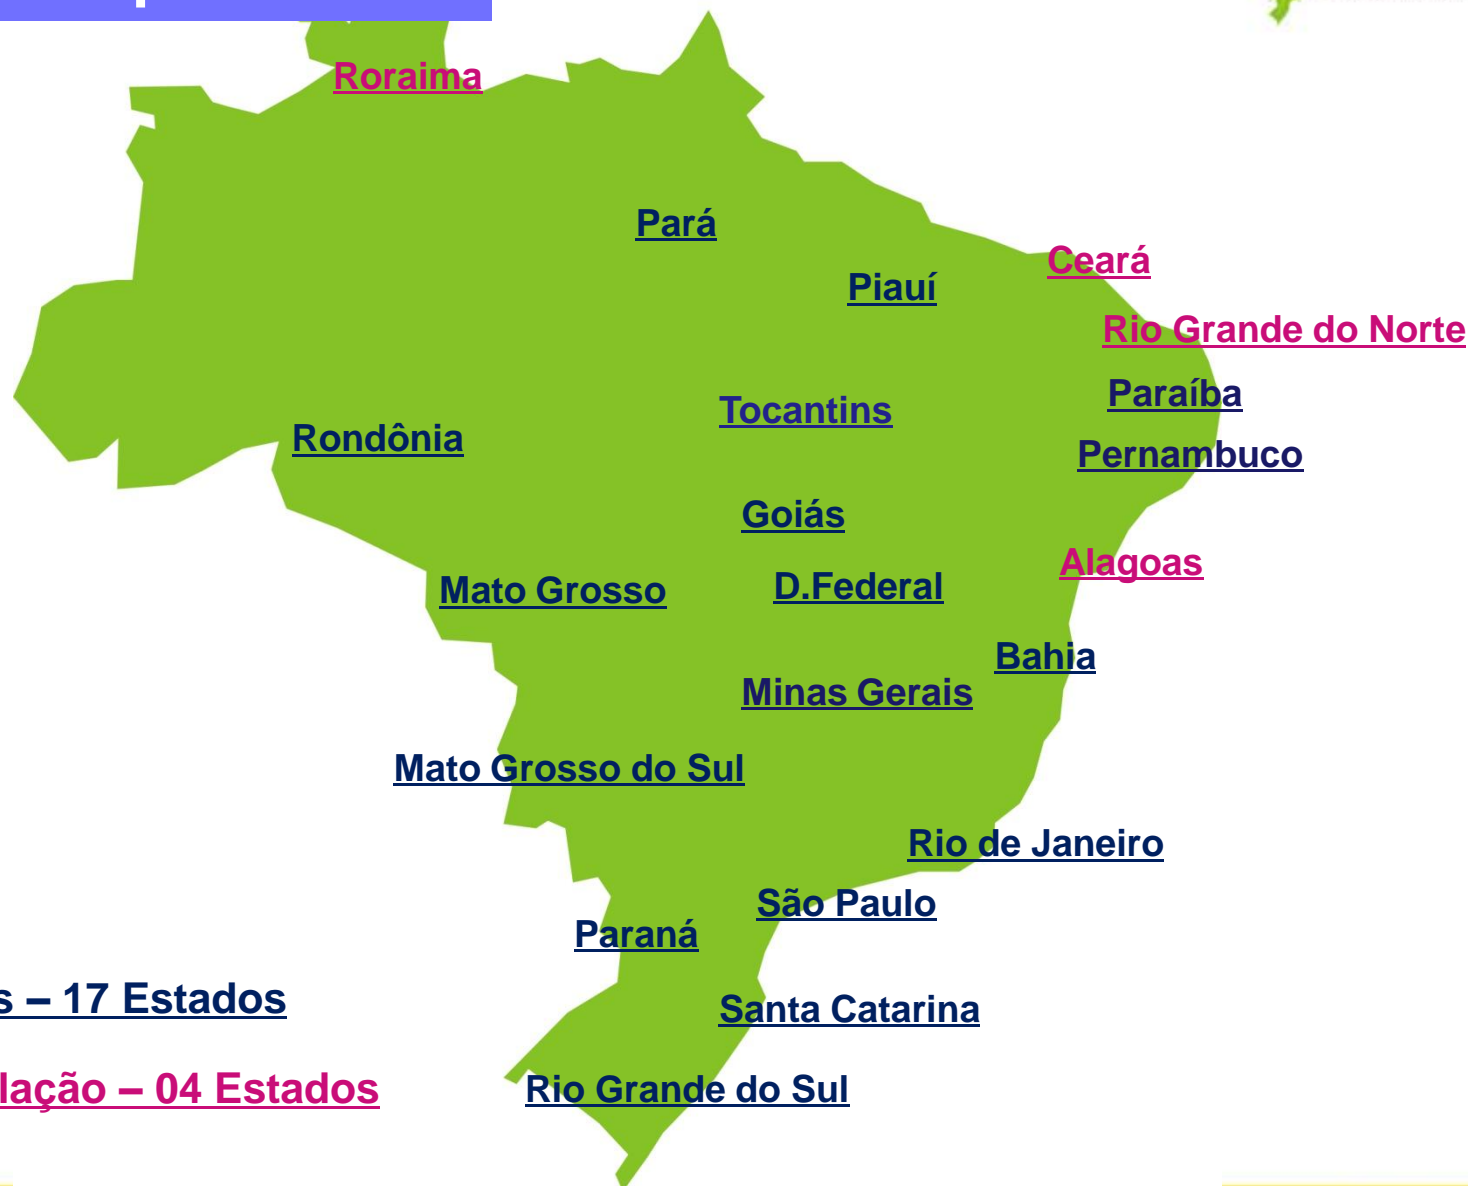 Roraima
Pará
Ceará
Piauí
Rio Grande do Norte
Paraíba
Tocantins
Rondônia
Pernambuco
Goiás
Alagoas
Mato Grosso
D.Federal
Bahia
Minas Gerais
Mato Grosso do Sul
Rio de Janeiro
São Paulo
Paraná
– 17 Estados
Santa Catarina
– 04 Estados
Rio Grande do Sul